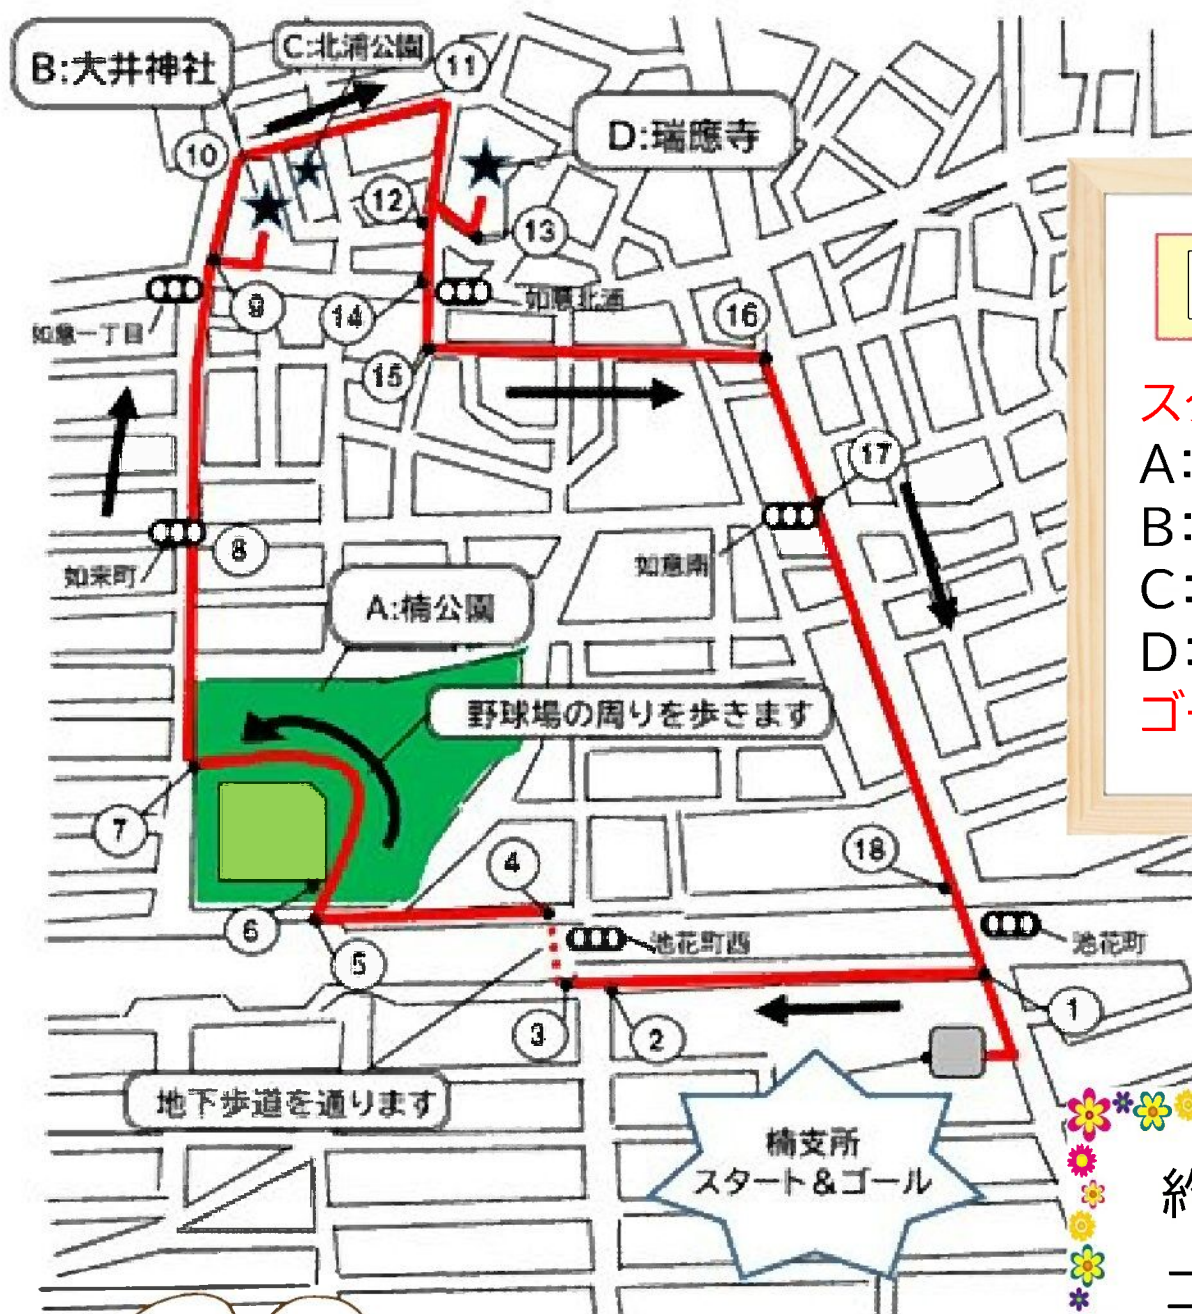 B:大井神社
C:北浦公園
11
10
D:瑞應寺
12
13
9
14
如意北浦
16
如意一丁目
15
17
8
如来町
如意南
A:楠公園
野球場の周りを歩きます
7
4
18
6
5
池花町西
池花町
3
2
1
地下歩道を通ります
楠支所
スタート&ゴール
A:
B:
C:
D: